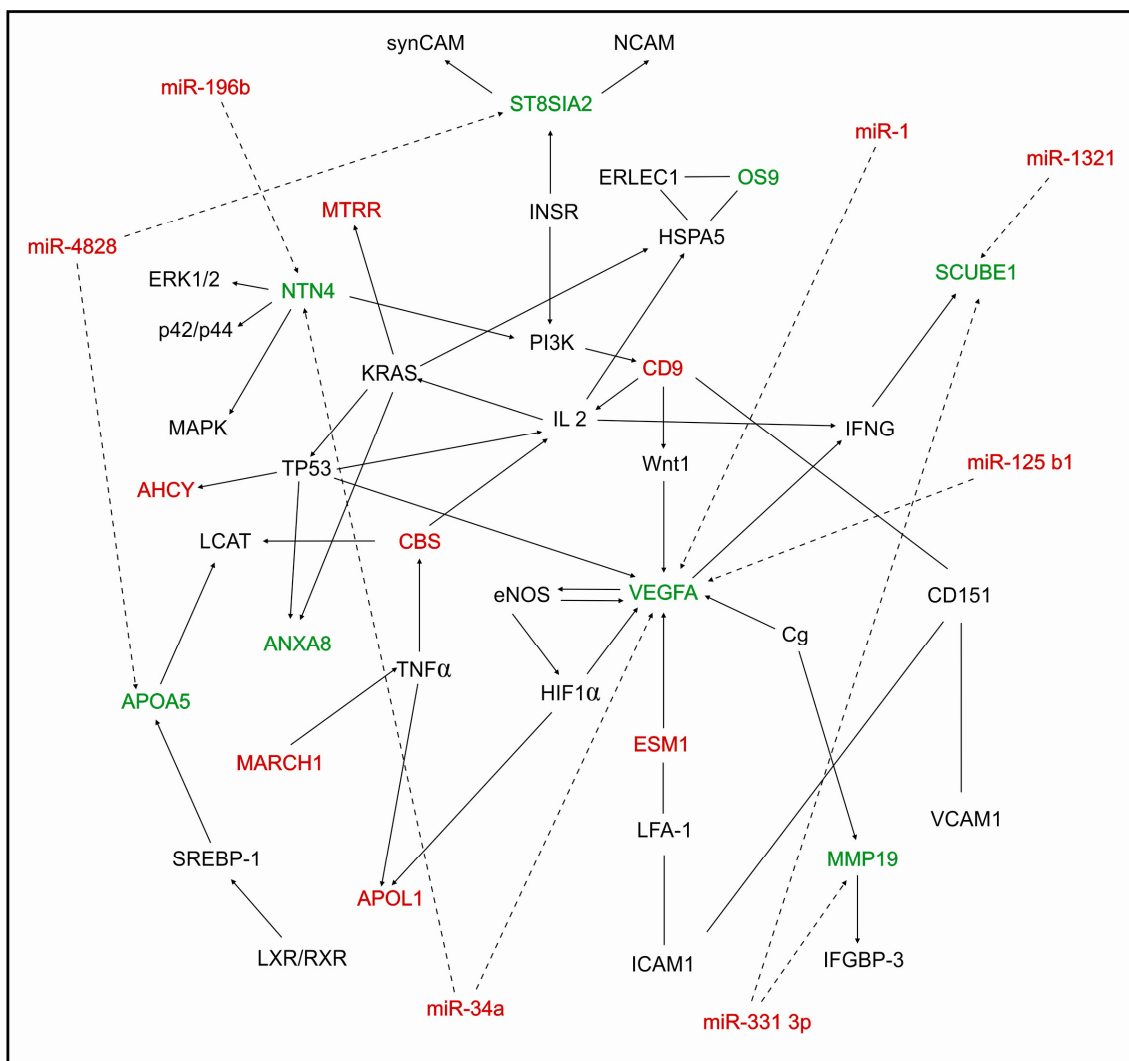 synCAM
NCAM
miR-196b
ST8SIA2
miR-1
miR-1321
ERLEC1
OS9
MTRR
INSR
miR-4828
HSPA5
ERK1/2
NTN4
SCUBE1
p42/p44
PI3K
CD9
KRAS
MAPK
IL 2
IFNG
Wnt1
TP53
miR-125 b1
AHCY
LCAT
CBS
eNOS
VEGFA
CD151
Cg
ANXA8
TNFα
HIF1α
APOA5
MARCH1
ESM1
VCAM1
LFA-1
SREBP-1
MMP19
APOL1
LXR/RXR
ICAM1
IFGBP-3
miR-34a
miR-331 3p